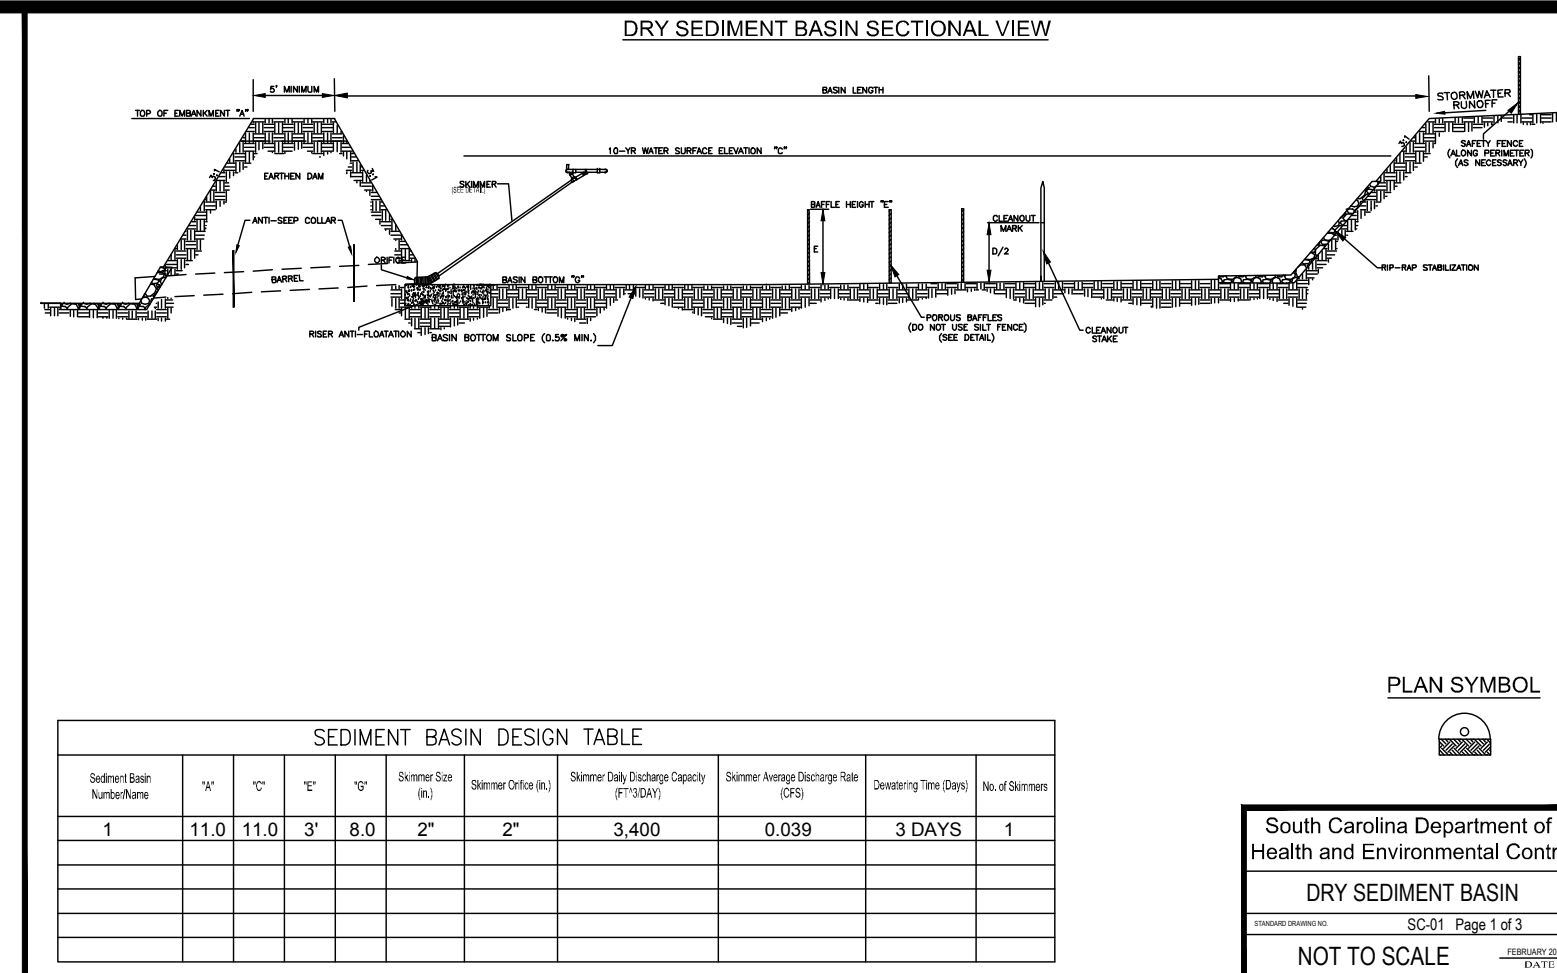 DRY SEDIMENT BASIN SECTIONAL VIEW
5' MINIMUM
BASIN LENGTH
STORMWATER
RUNOFF
TOP OF EMBANKMENT "A"
SAFETY FENCE
(ALONG PERIMETER)
(AS NECESSARY)
10-YR WATER SURFACE ELEVATION "C"
EARTHEN DAM
SKIMMER
(SEE DETAIL)
BAFFLE HEIGHT "E"
ANTI-SEEP COLLAR
CLEANOUT
MARK
E
D/2
ORIFICE
BARREL
BASIN BOTTOM "G"
RIP-RAP STABILIZATION
RISER ANTI-FLOATATION
BASIN BOTTOM SLOPE (0.5% MIN.)
POROUS BAFFLES
(DO NOT USE SILT FENCE)
(SEE DETAIL)
CLEANOUT
STAKE
PLAN SYMBOL
SEDIMENT BASIN DESIGN TABLE
Sediment Basin Number/Name "A" "C" "E" "G" Skimmer Size (in.) Skimmer Orifice (in.) Skimmer Daily Discharge Capacity (FT^3/DAY) Skimmer Average Discharge Rate (CFS) Dewatering Time (Days) No. of Skimmers
1 11.0 11.0 3' 8.0 2" 2" 3,400 0.039 3 DAYS 1
South Carolina Department of
Health and Environmental Contr
DRY SEDIMENT BASIN
STANDARD DRAWING NO. SC-01 Page 1 of 3
NOT TO SCALE FEBRUARY 20
DATE